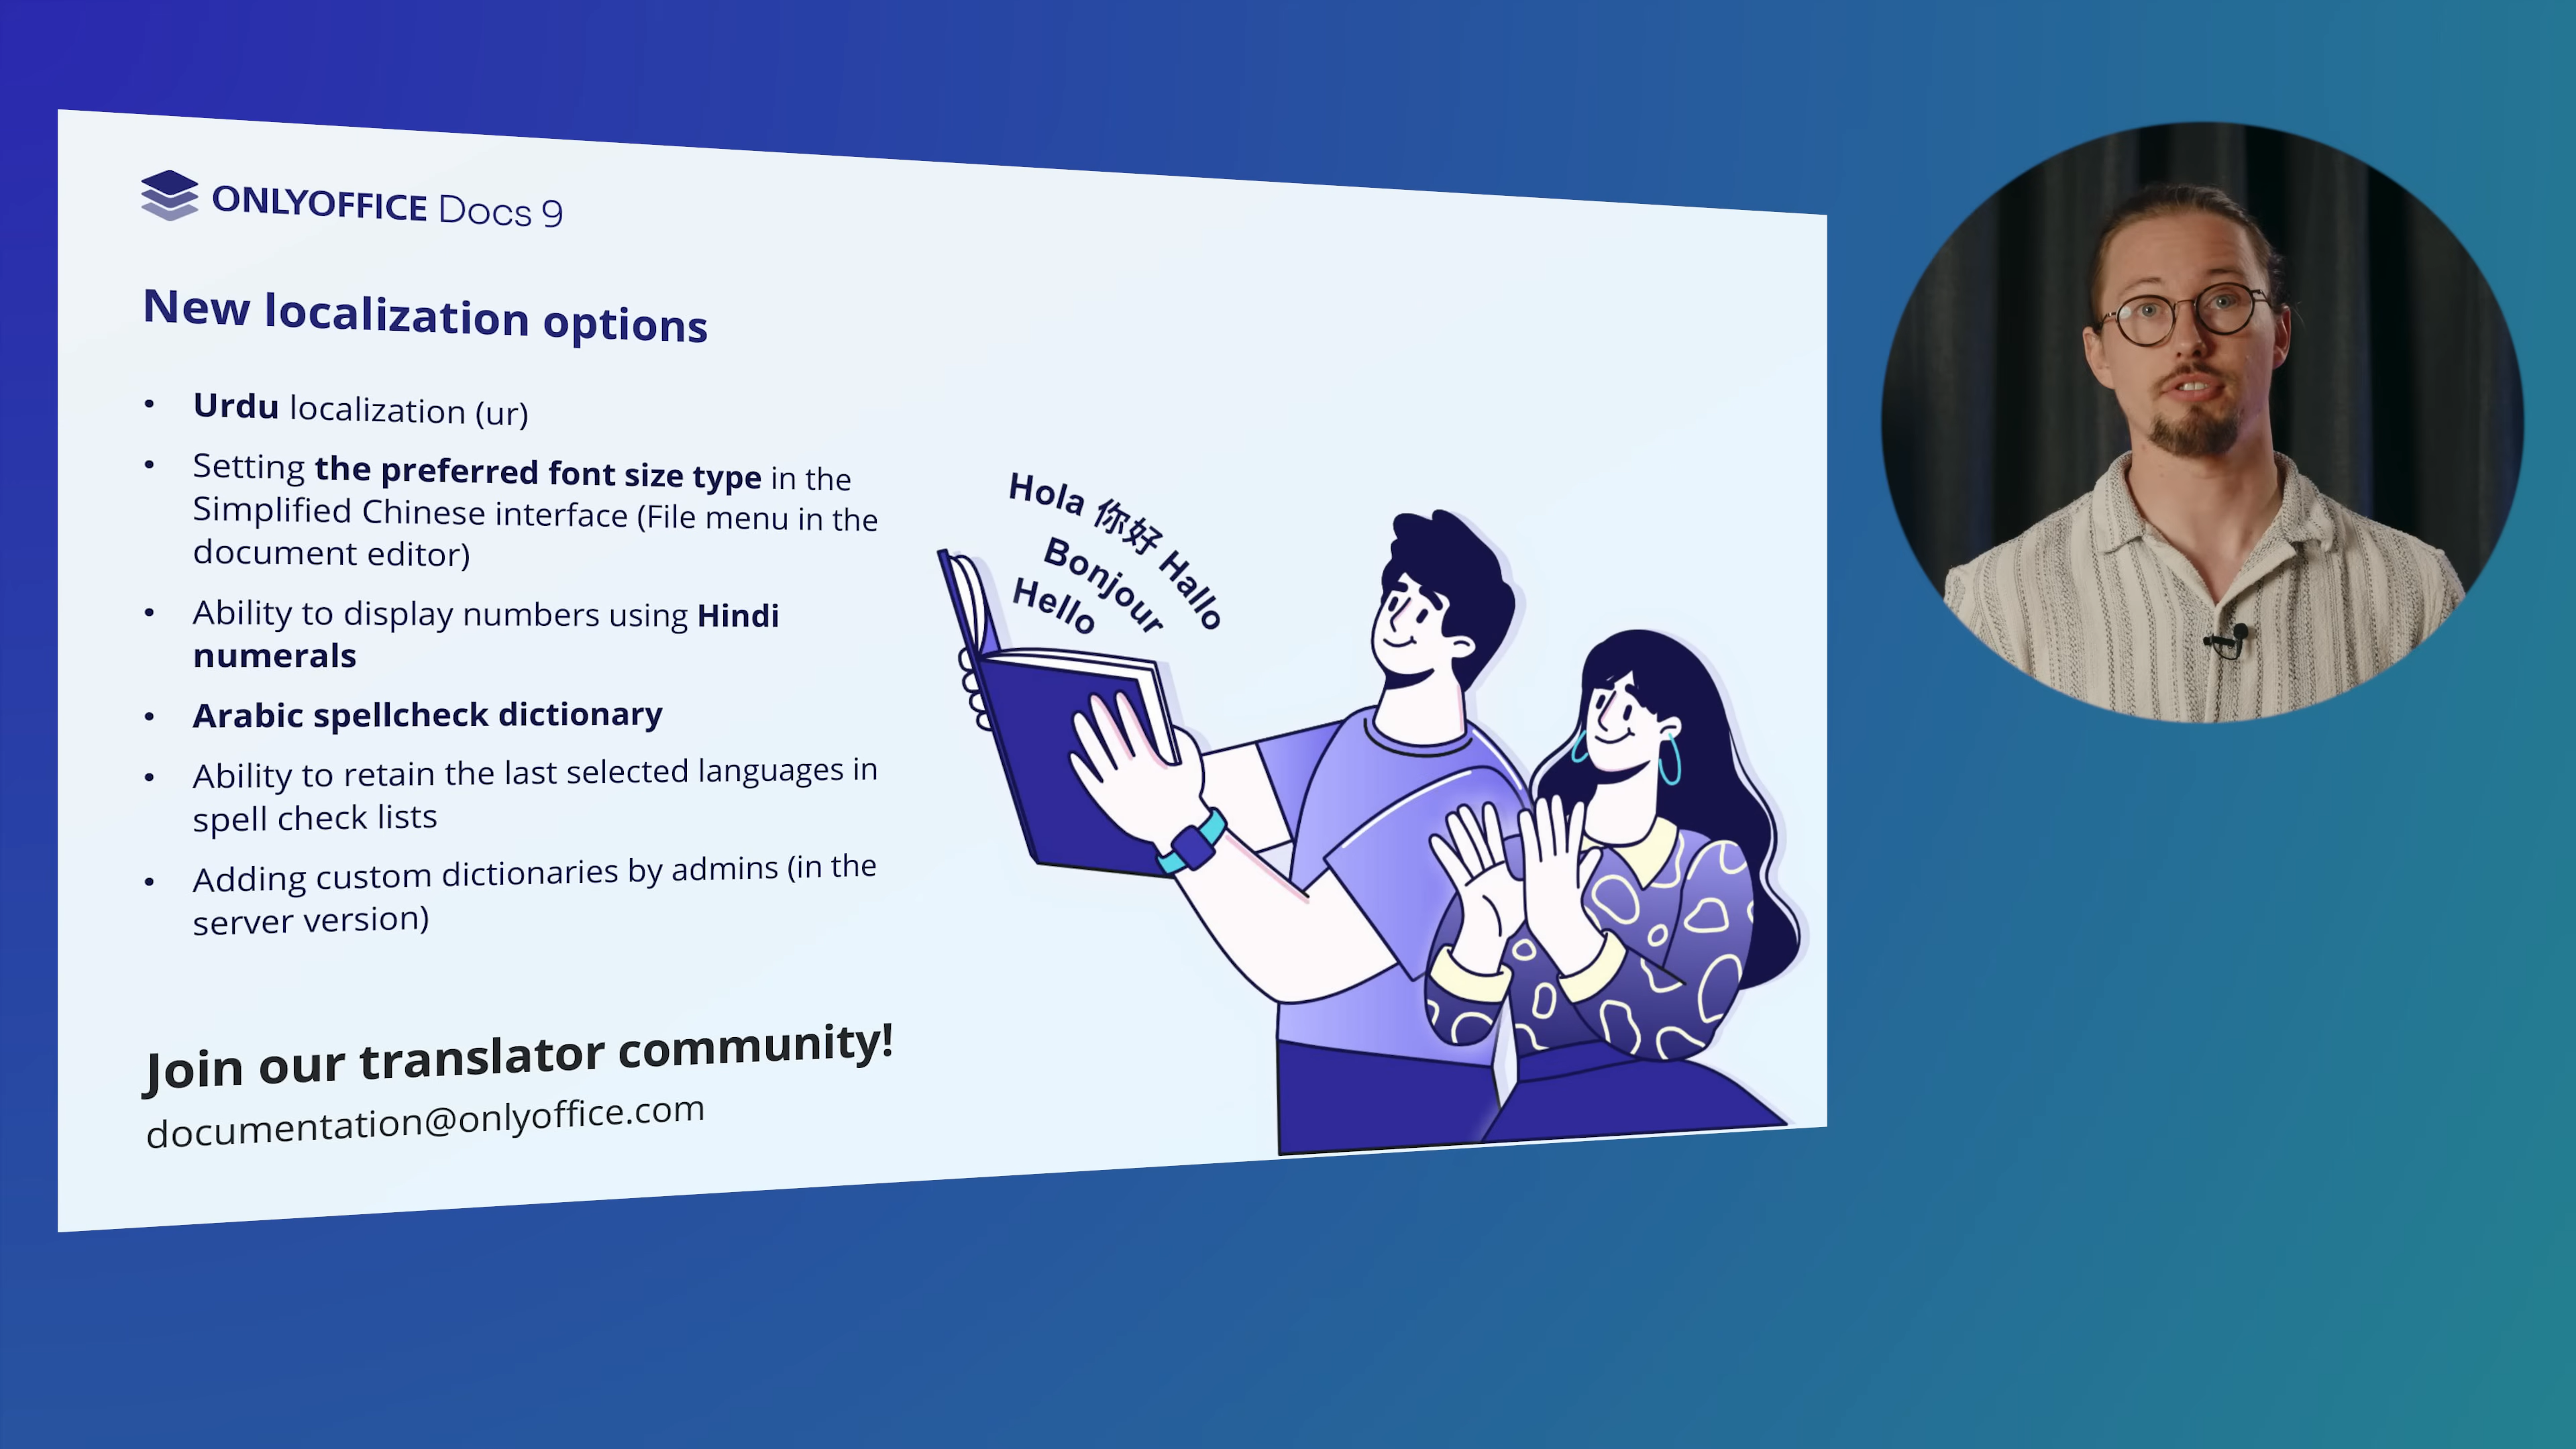 ONLYOFFICE Docs 9
New localization options
• Urdu localization (ur)
• Setting the preferred font size type in the
Simplified Chinese interface (File menu in the
document editor)
• Ability to display numbers using Hindi
numerals
• Arabic spellcheck dictionary
• Ability to retain the last selected languages in
spell check lists
• Adding custom dictionaries by admins (in the
server version)
Join our translator community!
documentation@onlyoffice.com
Hola 你好 Hallo
Bonjour
Hello